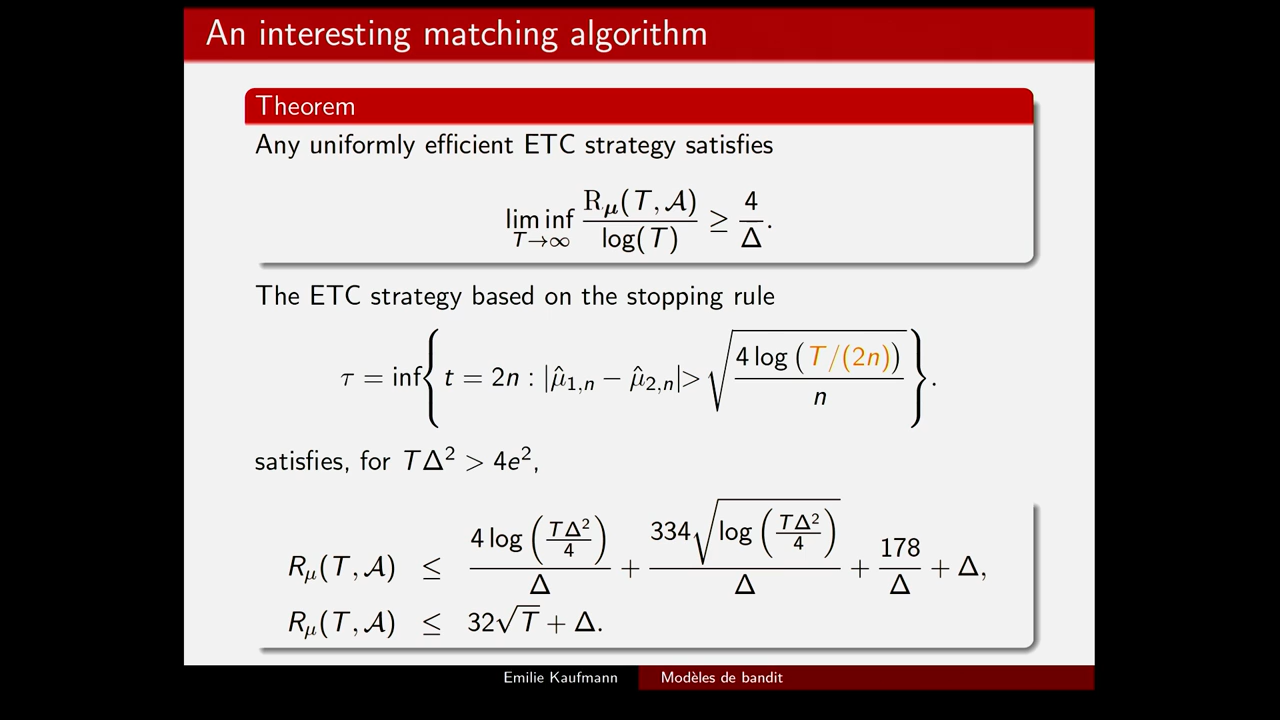 An interesting matching algorithm
Theorem
Any uniformly efficient ETC strategy satisfies
lim inf_{T→∞} R_μ(T, 𝒜) / log(T) ≥ 4/Δ.
The ETC strategy based on the stopping rule
τ = inf{ t = 2n : |μ̂_{1,n} − μ̂_{2,n}| > √(4 log (T/(2n)) / n) }.
satisfies, for TΔ² > 4e²,
R_μ(T, 𝒜) ≤ 4 log(TΔ²/4) / Δ + 334√(log(TΔ²/4)) / Δ + 178/Δ + Δ,
R_μ(T, 𝒜) ≤ 32√T + Δ.
Emilie Kaufmann
Modèles de bandit